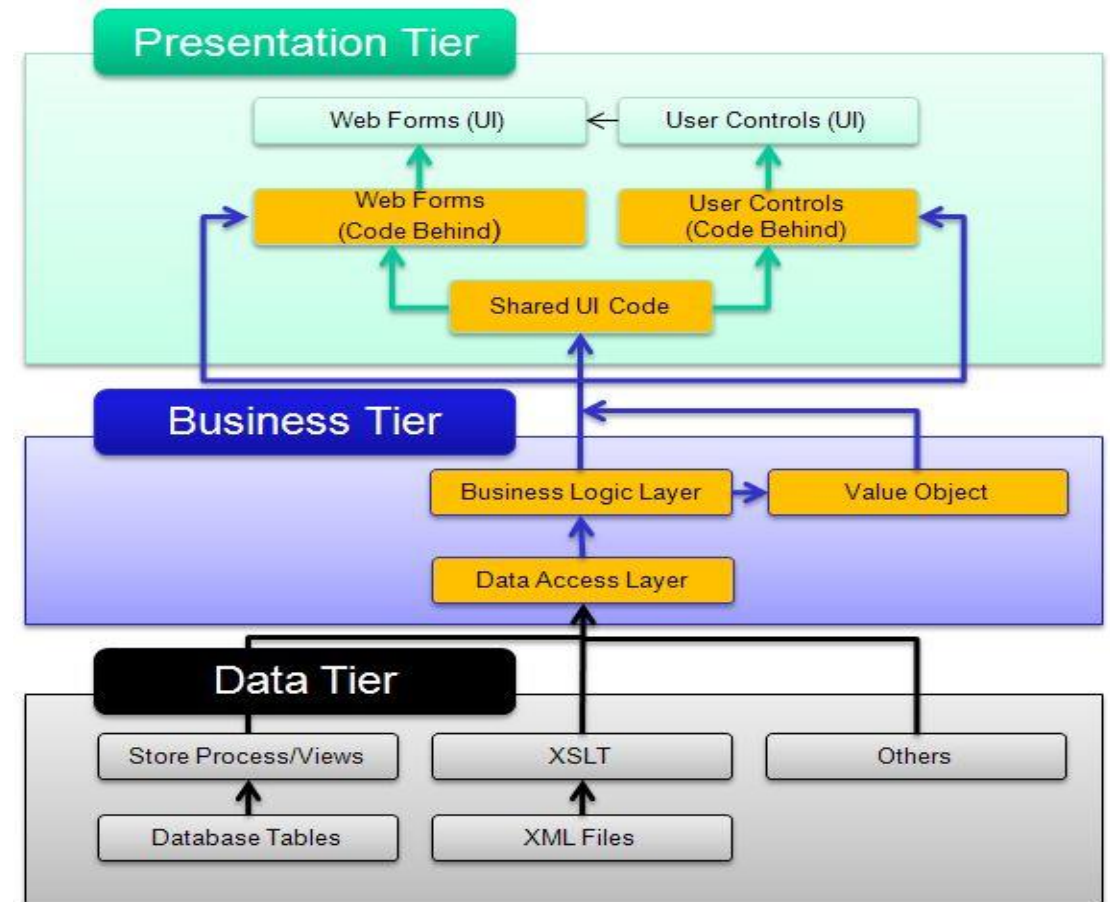 Presentation Tier
Web Forms (UI)
User Controls (UI)
Web Forms
(Code Behind)
User Controls
(Code Behind)
Shared UI Code
Business Tier
Business Logic Layer
Value Object
Data Access Layer
Data Tier
Store Process/Views
XSLT
Others
Database Tables
XML Files